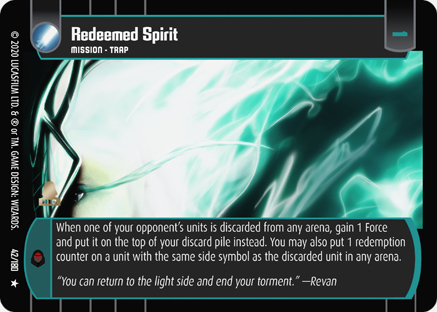 Redeemed Spirit
MISSION • TRAP
When one of your opponent's units is discarded from any arena, gain 1 Force
and put it on the top of your discard pile instead. You may also put 1 redemption
counter on a unit with the same side symbol as the discarded unit in any arena.
"You can return to the light side and end your torment." —Revan
© 2020 LUCASFILM LTD. & ® or TM. GAME DESIGN: WIZARDS.
42/180 ★